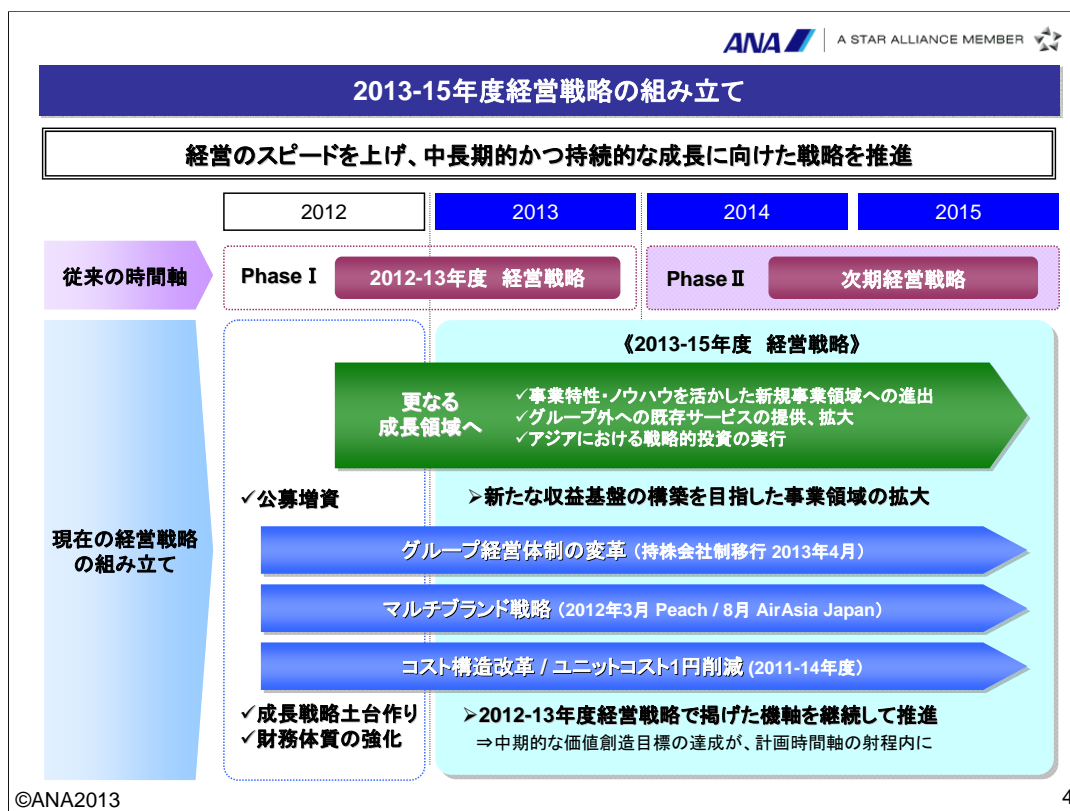 ANA
A STAR ALLIANCE MEMBER
2013-15年度経営戦略の組み立て
経営のスピードを上げ、中長期的かつ持続的な成長に向けた戦略を推進
2012
2013
2014
2015
従来の時間軸
Phase Ⅰ
2012-13年度 経営戦略
Phase Ⅱ
次期経営戦略
現在の経営戦略
の組み立て
《2013-15年度 経営戦略》
更なる
成長領域へ
✓事業特性・ノウハウを活かした新規事業領域への進出
✓グループ外への既存サービスの提供、拡大
✓アジアにおける戦略的投資の実行
✓公募増資
➢新たな収益基盤の構築を目指した事業領域の拡大
グループ経営体制の変革(持株会社制移行 2013年4月)
マルチブランド戦略(2012年3月 Peach / 8月 AirAsia Japan)
コスト構造改革 / ユニットコスト1円削減 (2011-14年度)
✓成長戦略土台作り
✓財務体質の強化
➢2012-13年度経営戦略で掲げた機軸を継続して推進
⇒中期的な価値創造目標の達成が、計画時間軸の射程内に
©ANA2013
4